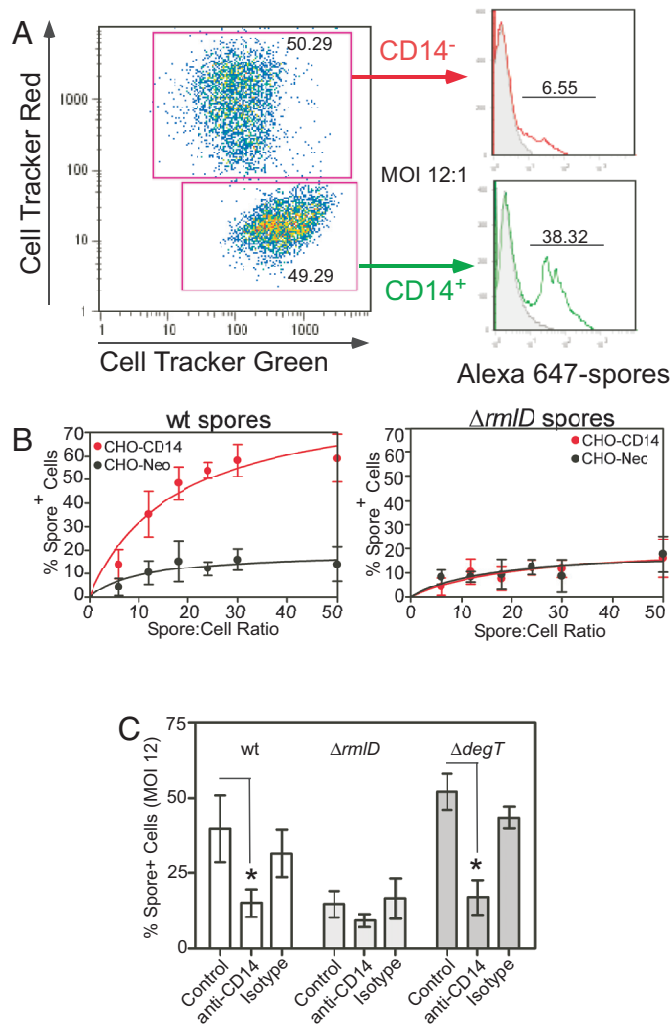 A
Cell Tracker Red
1000
100
10
1
1
10
100
1000
Cell Tracker Green
50.29
49.29
CD14-
MOI 12:1
CD14+
6.55
38.32
Alexa 647-spores
B
wt spores
CHO-CD14
CHO-Neo
% Spore+ Cells
70
60
50
40
30
20
10
0
0 10 20 30 40 50
Spore:Cell Ratio
ΔrmlD spores
CHO-CD14
CHO-Neo
% Spore+ Cells
70
60
50
40
30
20
10
0
0 10 20 30 40 50
Spore:Cell Ratio
C
% Spore+ Cells (MOI 12)
75
50
25
0
wt
ΔrmlD
ΔdegT
*
*
Control
anti-CD14
Isotype
Control
anti-CD14
Isotype
Control
anti-CD14
Isotype